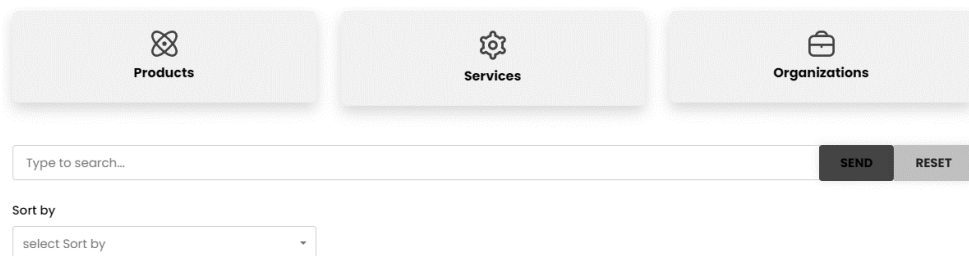 Products
Services
Organizations
Type to search...
SEND
RESET
Sort by
select Sort by